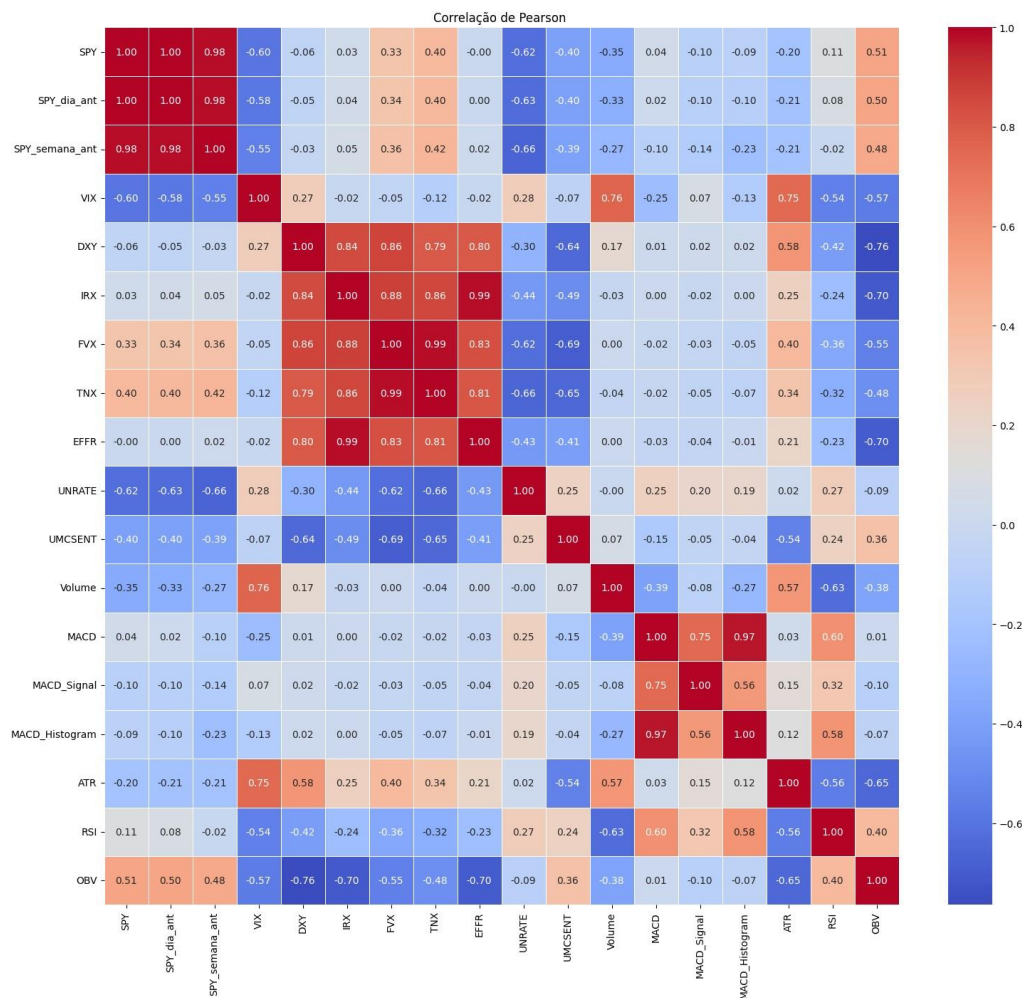 Correlação de Pearson
SPY 1.00 1.00 0.98 -0.60 -0.06 0.03 0.33 0.40 -0.00 -0.62 -0.40 -0.35 0.04 -0.10 -0.09 -0.20 0.11 0.51
SPY_dia_ant 1.00 1.00 0.98 -0.58 -0.05 0.04 0.34 0.40 0.00 -0.63 -0.40 -0.33 0.02 -0.10 -0.10 -0.21 0.08 0.50
SPY_semana_ant 0.98 0.98 1.00 -0.55 -0.03 0.05 0.36 0.42 0.02 -0.66 -0.39 -0.27 -0.10 -0.14 -0.23 -0.21 -0.02 0.48
VIX -0.60 -0.58 -0.55 1.00 0.27 -0.02 -0.05 -0.12 -0.02 0.28 -0.07 0.76 -0.25 0.07 -0.13 0.75 -0.54 -0.57
DXY -0.06 -0.05 -0.03 0.27 1.00 0.84 0.86 0.79 0.80 -0.30 -0.64 0.17 0.01 0.02 0.02 0.58 -0.42 -0.76
IRX 0.03 0.04 0.05 -0.02 0.84 1.00 0.88 0.86 0.99 -0.44 -0.49 -0.03 0.00 -0.02 0.00 0.25 -0.24 -0.70
FVX 0.33 0.34 0.36 -0.05 0.86 0.88 1.00 0.99 0.83 -0.62 -0.69 0.00 -0.02 -0.03 -0.05 0.40 -0.36 -0.55
TNX 0.40 0.40 0.42 -0.12 0.79 0.86 0.99 1.00 0.81 -0.66 -0.65 -0.04 -0.02 -0.05 -0.07 0.34 -0.32 -0.48
EFFR -0.00 0.00 0.02 -0.02 0.80 0.99 0.83 0.81 1.00 -0.43 -0.41 0.00 -0.03 -0.04 -0.01 0.21 -0.23 -0.70
UNRATE -0.62 -0.63 -0.66 0.28 -0.30 -0.44 -0.62 -0.66 -0.43 1.00 0.25 -0.00 0.25 0.20 0.19 0.02 0.27 -0.09
UMCSENT -0.40 -0.40 -0.39 -0.07 -0.64 -0.49 -0.69 -0.65 -0.41 0.25 1.00 0.07 -0.15 -0.05 -0.04 -0.54 0.24 0.36
Volume -0.35 -0.33 -0.27 0.76 0.17 -0.03 0.00 -0.04 0.00 -0.00 0.07 1.00 -0.39 -0.08 -0.27 0.57 -0.63 -0.38
MACD 0.04 0.02 -0.10 -0.25 0.01 0.00 -0.02 -0.02 -0.03 0.25 -0.15 -0.39 1.00 0.75 0.97 0.03 0.60 0.01
MACD_Signal -0.10 -0.10 -0.14 0.07 0.02 -0.02 -0.03 -0.05 -0.04 0.20 -0.05 -0.08 0.75 1.00 0.56 0.15 0.32 -0.10
MACD_Histogram -0.09 -0.10 -0.23 -0.13 0.02 0.00 -0.05 -0.07 -0.01 0.19 -0.04 -0.27 0.97 0.56 1.00 0.12 0.58 -0.07
ATR -0.20 -0.21 -0.21 0.75 0.58 0.25 0.40 0.34 0.21 0.02 -0.54 0.57 0.03 0.15 0.12 1.00 -0.56 -0.65
RSI 0.11 0.08 -0.02 -0.54 -0.42 -0.24 -0.36 -0.32 -0.23 0.27 0.24 -0.63 0.60 0.32 0.58 -0.56 1.00 0.40
OBV 0.51 0.50 0.48 -0.57 -0.76 -0.70 -0.55 -0.48 -0.70 -0.09 0.36 -0.38 0.01 -0.10 -0.07 -0.65 0.40 1.00
SPY SPY_dia_ant SPY_semana_ant VIX DXY IRX FVX TNX EFFR UNRATE UMCSENT Volume MACD MACD_Signal MACD_Histogram ATR RSI OBV
1.0
0.8
0.6
0.4
0.2
0.0
-0.2
-0.4
-0.6